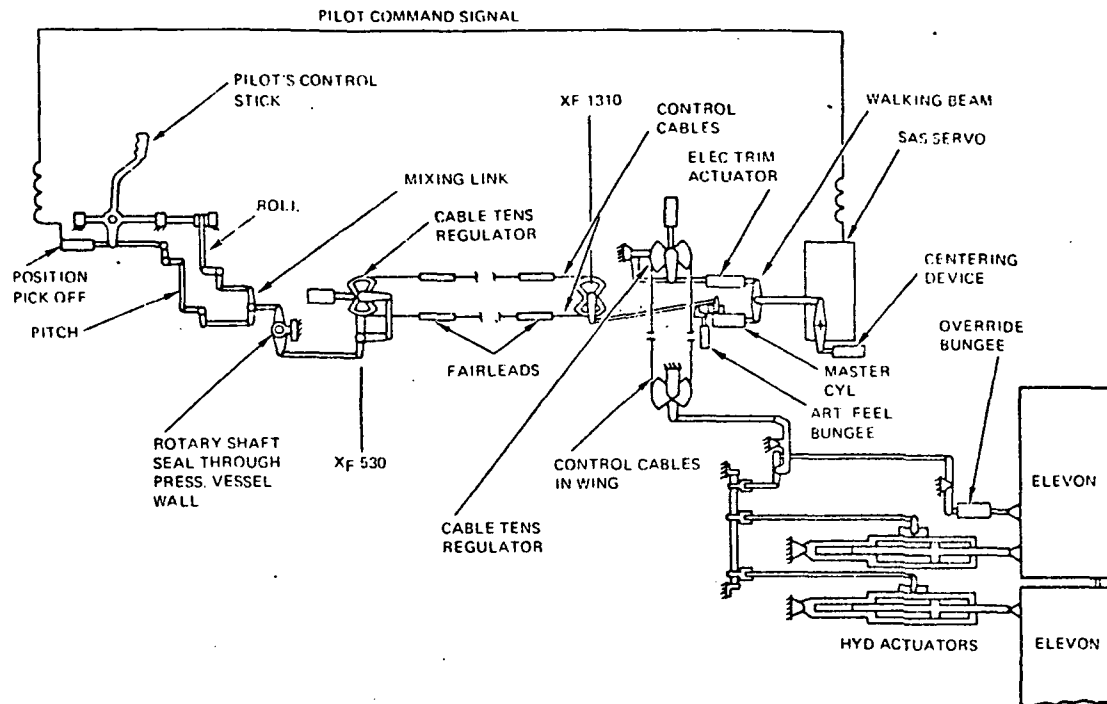 PILOT COMMAND SIGNAL
PILOT'S CONTROL
STICK
XF 1310
CONTROL
CABLES
WALKING BEAM
SAS SERVO
ELEC TRIM
ACTUATOR
MIXING LINK
ROLL
CABLE TENS
REGULATOR
POSITION
PICK OFF
PITCH
CENTERING
DEVICE
OVERRIDE
BUNGEE
FAIRLEADS
MASTER
CYL
ART FEEL
BUNGEE
ROTARY SHAFT
SEAL THROUGH
PRESS. VESSEL
WALL
XF 530
CONTROL CABLES
IN WING
CABLE TENS
REGULATOR
ELEVON
HYD ACTUATORS
ELEVON